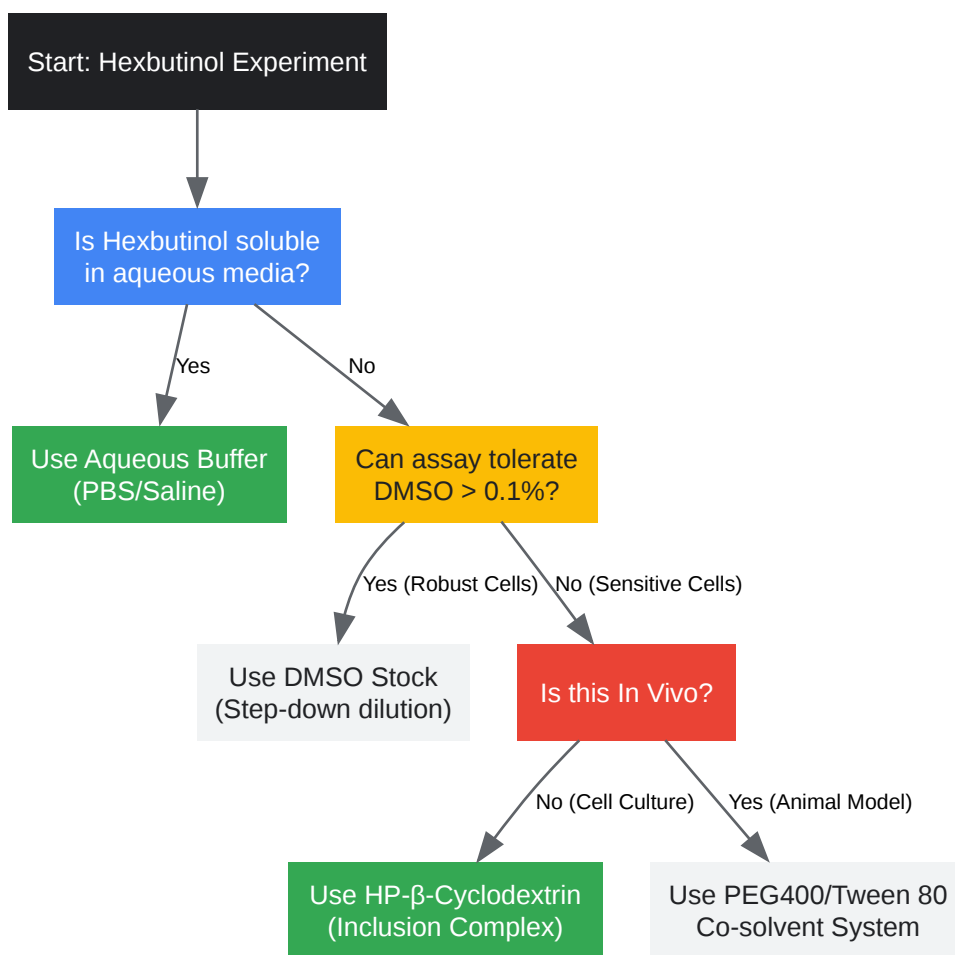 Start: Hexbutinol Experiment
Is Hexbutinol soluble
in aqueous media?
Yes
No
Use Aqueous Buffer
(PBS/Saline)
Can assay tolerate
DMSO > 0.1%?
Yes (Robust Cells)
No (Sensitive Cells)
Use DMSO Stock
(Step-down dilution)
Is this In Vivo?
No (Cell Culture)
Yes (Animal Model)
Use HP-β-Cyclodextrin
(Inclusion Complex)
Use PEG400/Tween 80
Co-solvent System